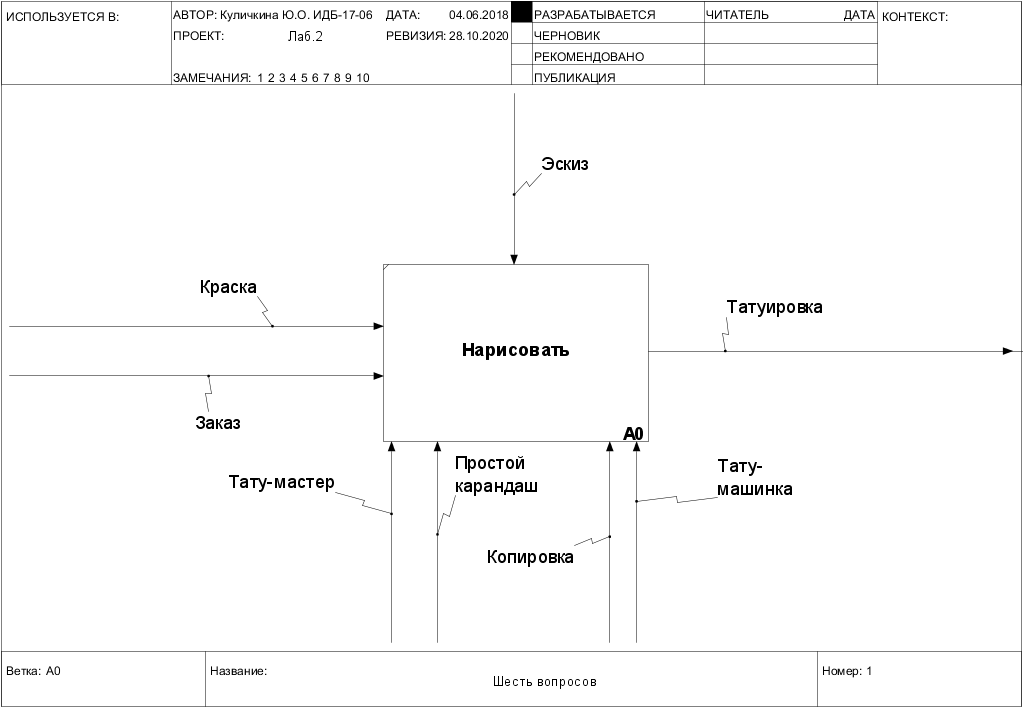 ИСПОЛЬЗУЕТСЯ В:
АВТОР: Куличкина Ю.О. ИДБ-17-06
ДАТА: 04.06.2018
РАЗРАБАТЫВАЕТСЯ
ЧИТАТЕЛЬ
ДАТА
КОНТЕКСТ:
ПРОЕКТ: Лаб.2
РЕВИЗИЯ: 28.10.2020
ЧЕРНОВИК
РЕКОМЕНДОВАНО
ЗАМЕЧАНИЯ: 1 2 3 4 5 6 7 8 9 10
ПУБЛИКАЦИЯ
Эскиз
Краска
Татуировка
Нарисовать
Заказ
A0
Тату-мастер
Простой
карандаш
Тату-
машинка
Копировка
Ветка: A0
Название:
Шесть вопросов
Номер: 1